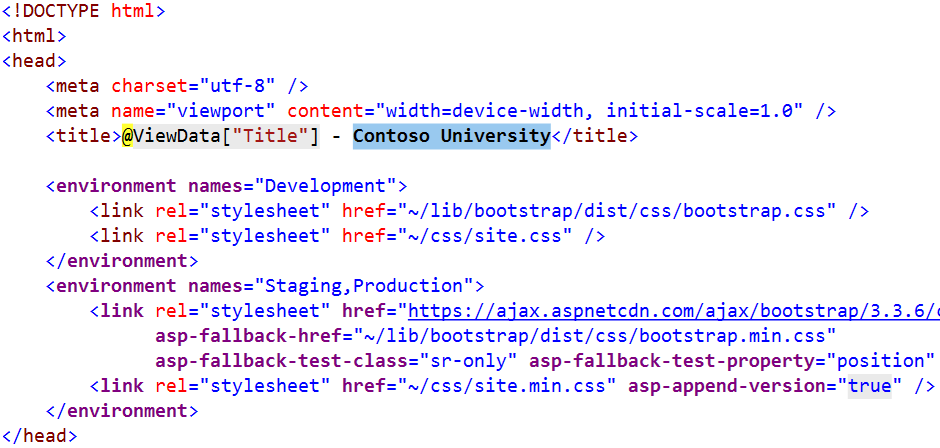 <!DOCTYPE html>
<html>
<head>
    <meta charset="utf-8" />
    <meta name="viewport" content="width=device-width, initial-scale=1.0" />
    <title>@ViewData["Title"] - Contoso University</title>

    <environment names="Development">
        <link rel="stylesheet" href="~/lib/bootstrap/dist/css/bootstrap.css" />
        <link rel="stylesheet" href="~/css/site.css" />
    </environment>
    <environment names="Staging,Production">
        <link rel="stylesheet" href="https://ajax.aspnetcdn.com/ajax/bootstrap/3.3.6/
              asp-fallback-href="~/lib/bootstrap/dist/css/bootstrap.min.css"
              asp-fallback-test-class="sr-only" asp-fallback-test-property="position"
        <link rel="stylesheet" href="~/css/site.min.css" asp-append-version="true" />
    </environment>
</head>